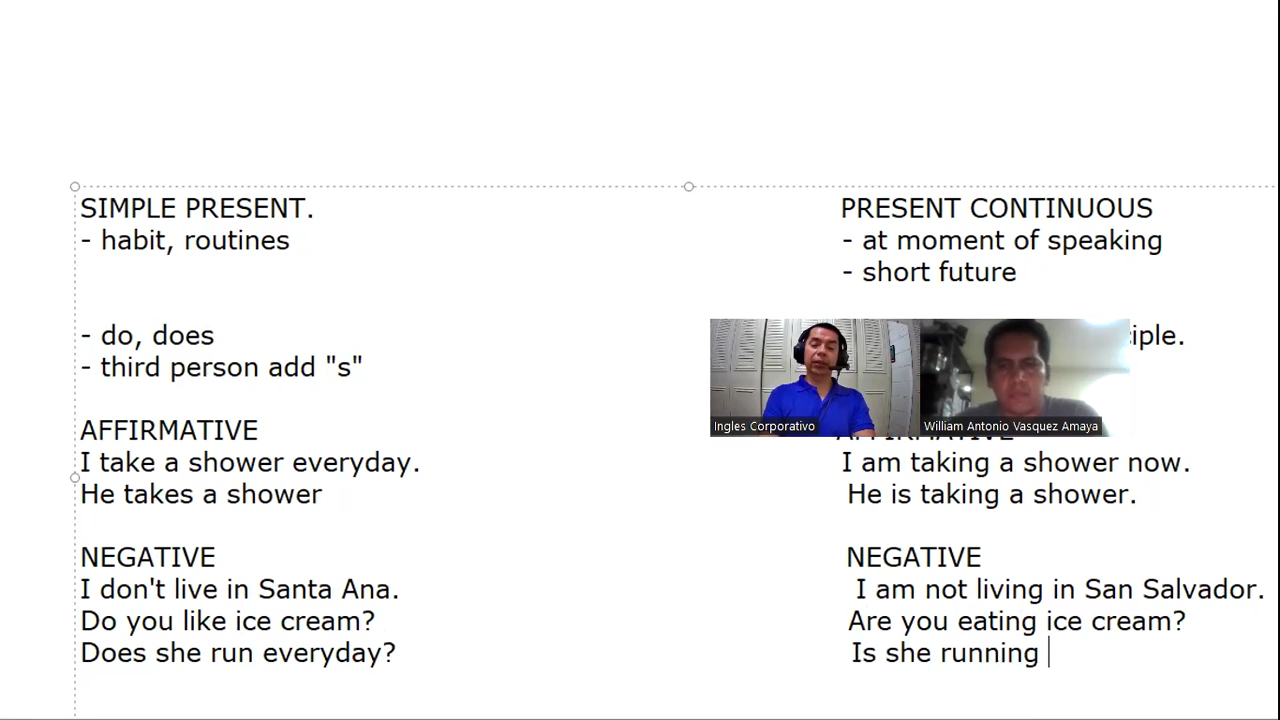 SIMPLE PRESENT.
- habit, routines
- do, does
- third person add "s"
AFFIRMATIVE
I take a shower everyday.
He takes a shower
NEGATIVE
I don't live in Santa Ana.
Do you like ice cream?
Does she run everyday?
PRESENT CONTINUOUS
- at moment of speaking
- short future
ciple.
Ingles Corporativo
William Antonio Vasquez Amaya
I am taking a shower now.
He is taking a shower.
NEGATIVE
I am not living in San Salvador.
Are you eating ice cream?
Is she running